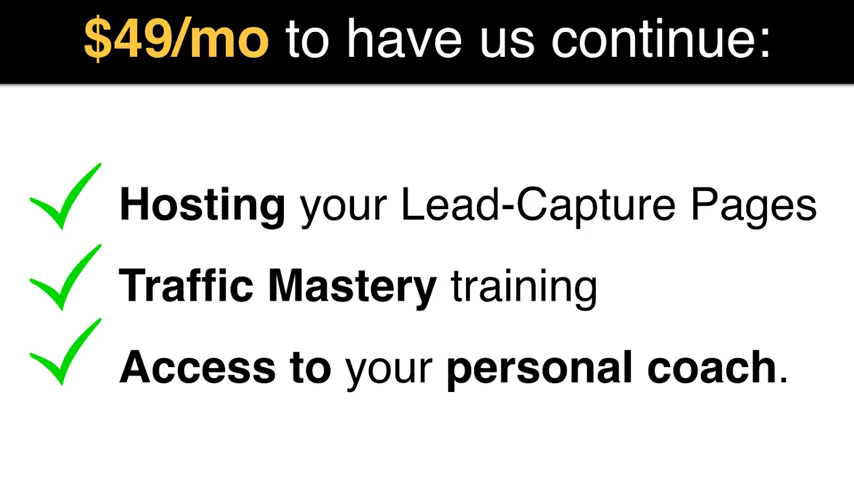 $49/mo to have us continue:
Hosting your Lead-Capture Pages
Traffic Mastery training
Access to your personal coach.